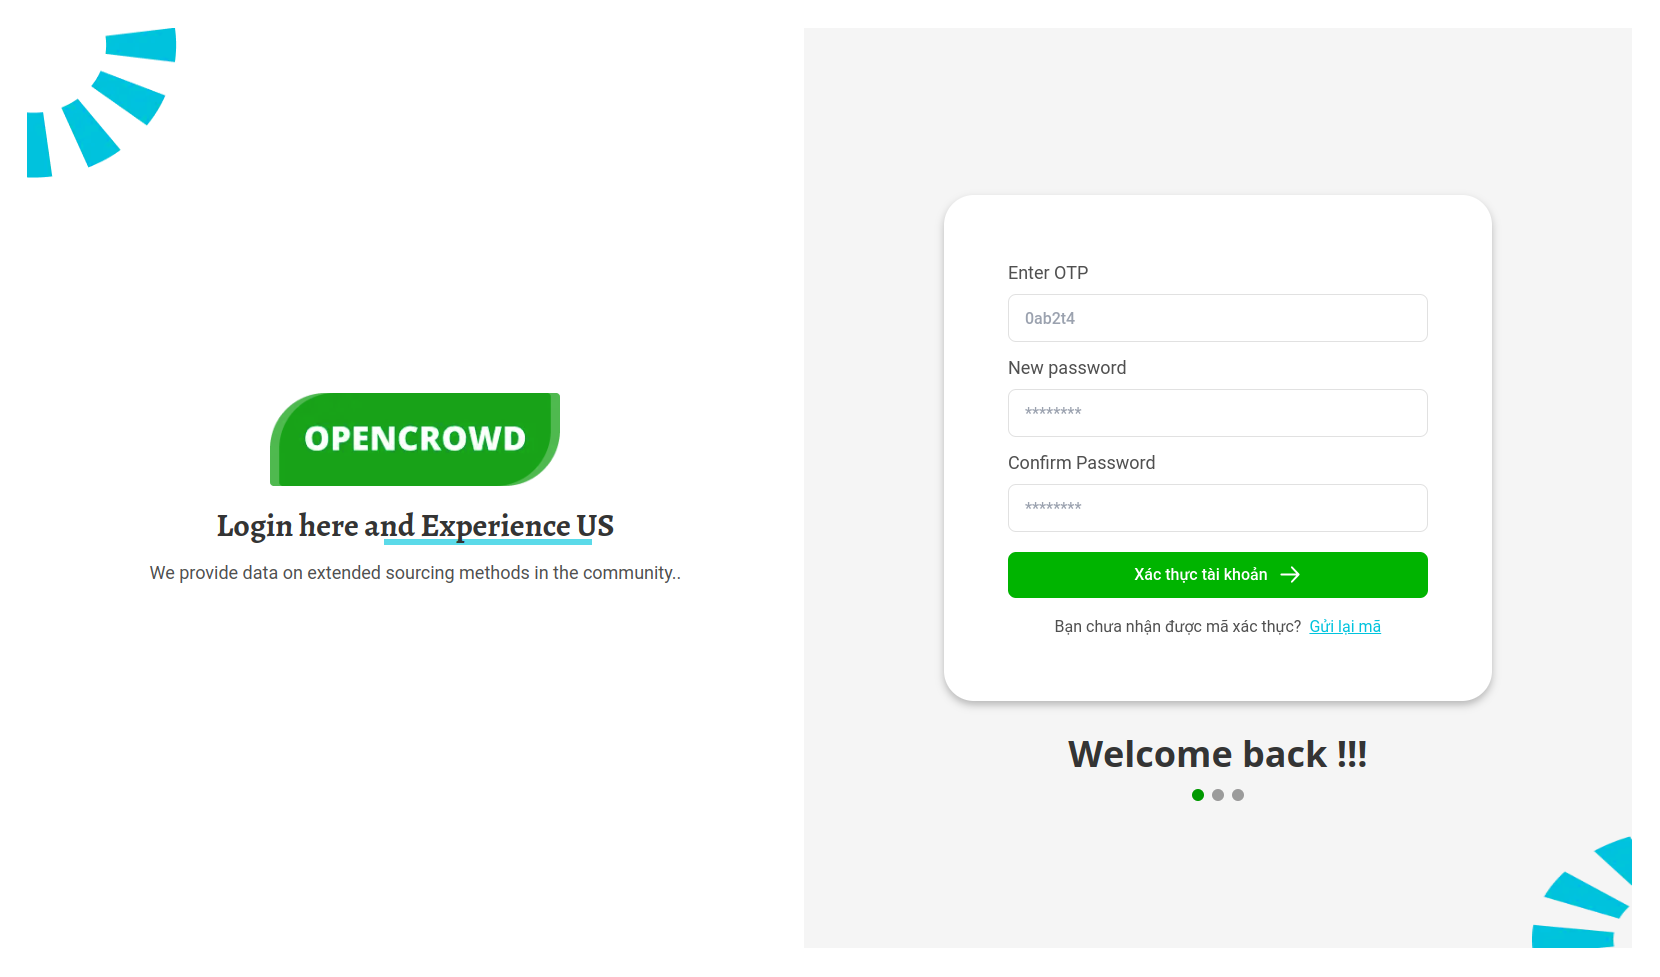 OPENCROWD
Login here and Experience US
We provide data on extended sourcing methods in the community..
Enter OTP
0ab2t4
New password
********
Confirm Password
********
Xác thực tài khoản
Bạn chưa nhận được mã xác thực? Gửi lại mã
Welcome back !!!